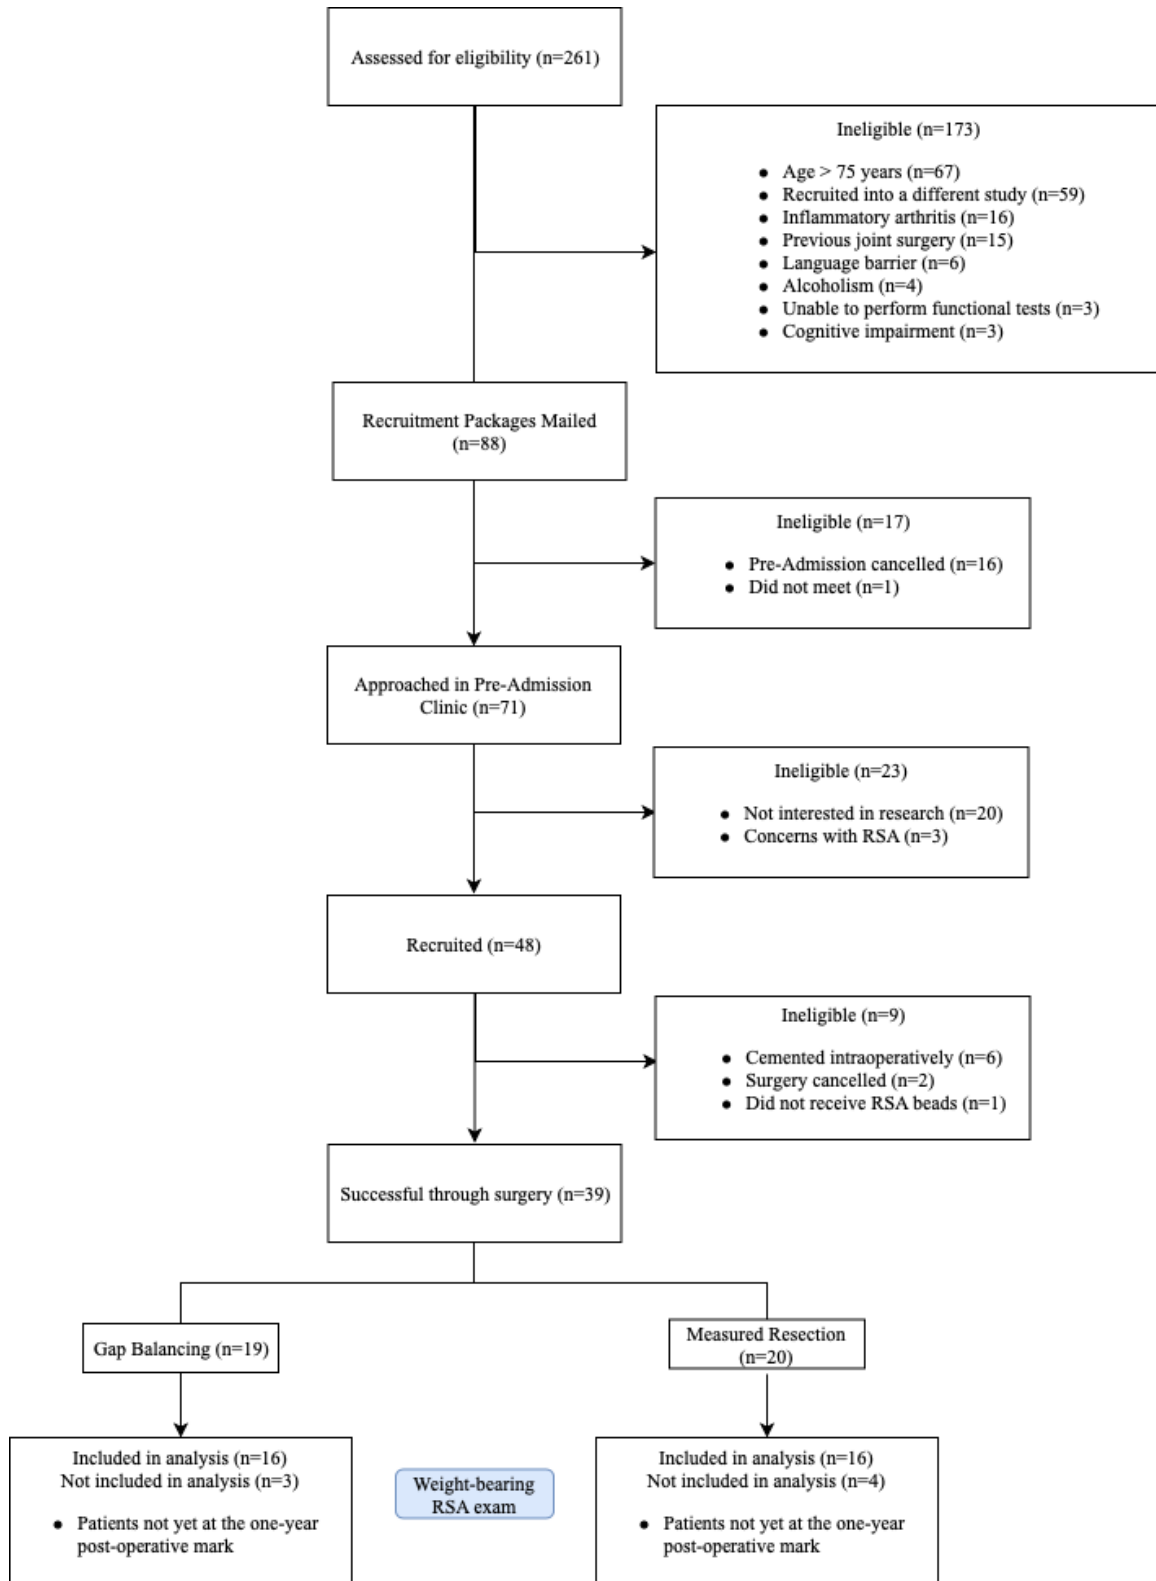 Assessed for eligibility (n=261)
Ineligible (n=173)
● Age > 75 years (n=67)
● Recruited into a different study (n=59)
● Inflammatory arthritis (n=16)
● Previous joint surgery (n=15)
● Language barrier (n=6)
● Alcoholism (n=4)
● Unable to perform functional tests (n=3)
● Cognitive impairment (n=3)
Recruitment Packages Mailed
(n=88)
Ineligible (n=17)
● Pre-Admission cancelled (n=16)
● Did not meet (n=1)
Approached in Pre-Admission
Clinic (n=71)
Ineligible (n=23)
● Not interested in research (n=20)
● Concerns with RSA (n=3)
Recruited (n=48)
Ineligible (n=9)
● Cemented intraoperatively (n=6)
● Surgery cancelled (n=2)
● Did not receive RSA beads (n=1)
Successful through surgery (n=39)
Gap Balancing (n=19)
Measured Resection
(n=20)
Included in analysis (n=16)
Not included in analysis (n=3)
● Patients not yet at the one-year
post-operative mark
Weight-bearing
RSA exam
Included in analysis (n=16)
Not included in analysis (n=4)
● Patients not yet at the one-year
post-operative mark